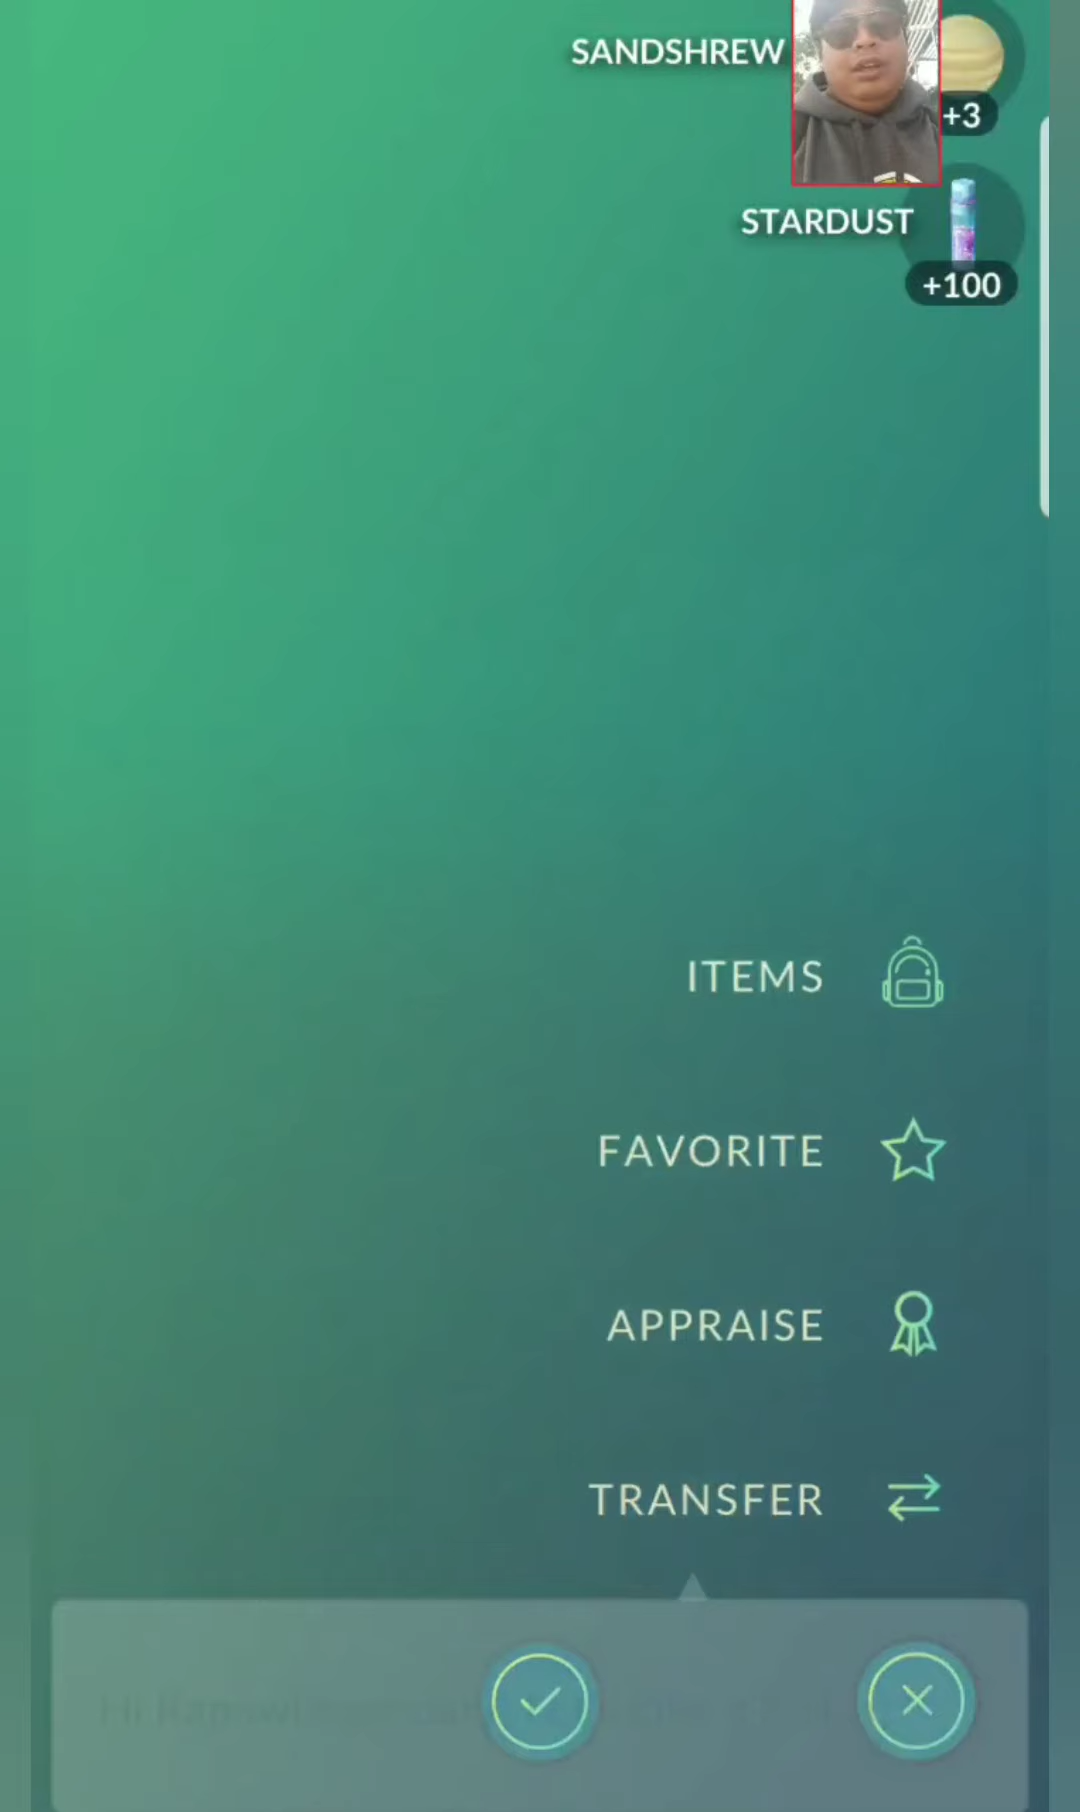 SANDSHREW
+3
STARDUST
+100
ITEMS
FAVORITE
APPRAISE
TRANSFER